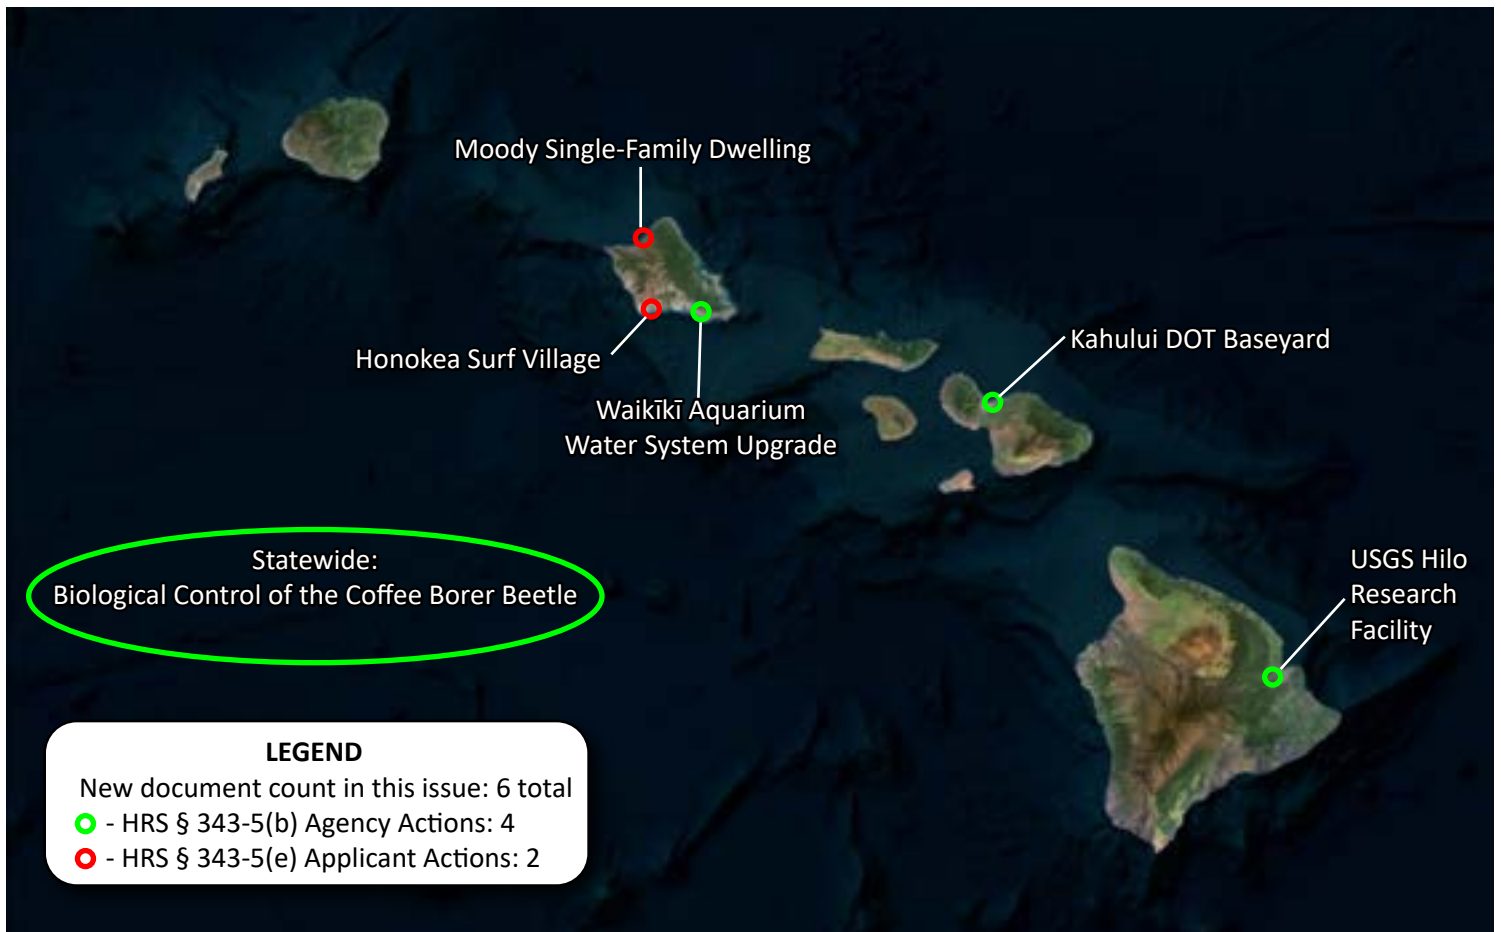 Moody Single-Family Dwelling
Honokea Surf Village
Waikīkī Aquarium
Water System Upgrade
Kahului DOT Baseyard
Statewide:
Biological Control of the Coffee Borer Beetle
USGS Hilo
Research
Facility
LEGEND
New document count in this issue: 6 total
- HRS § 343-5(b) Agency Actions: 4
- HRS § 343-5(e) Applicant Actions: 2